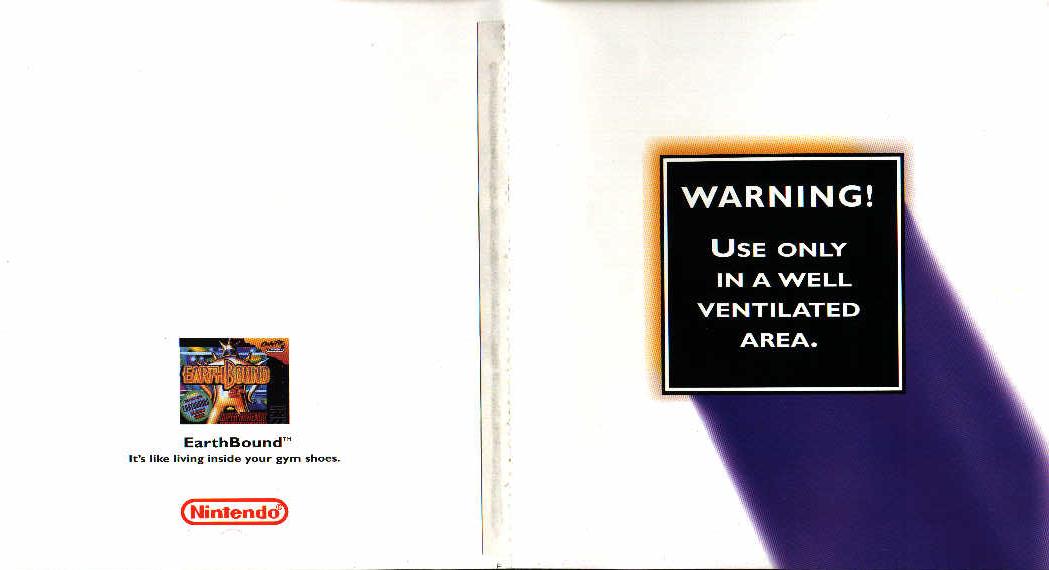 EARTHBOUND
EarthBound™
It's like living inside your gym shoes.
Nintendo®
WARNING!
USE ONLY
IN A WELL
VENTILATED
AREA.